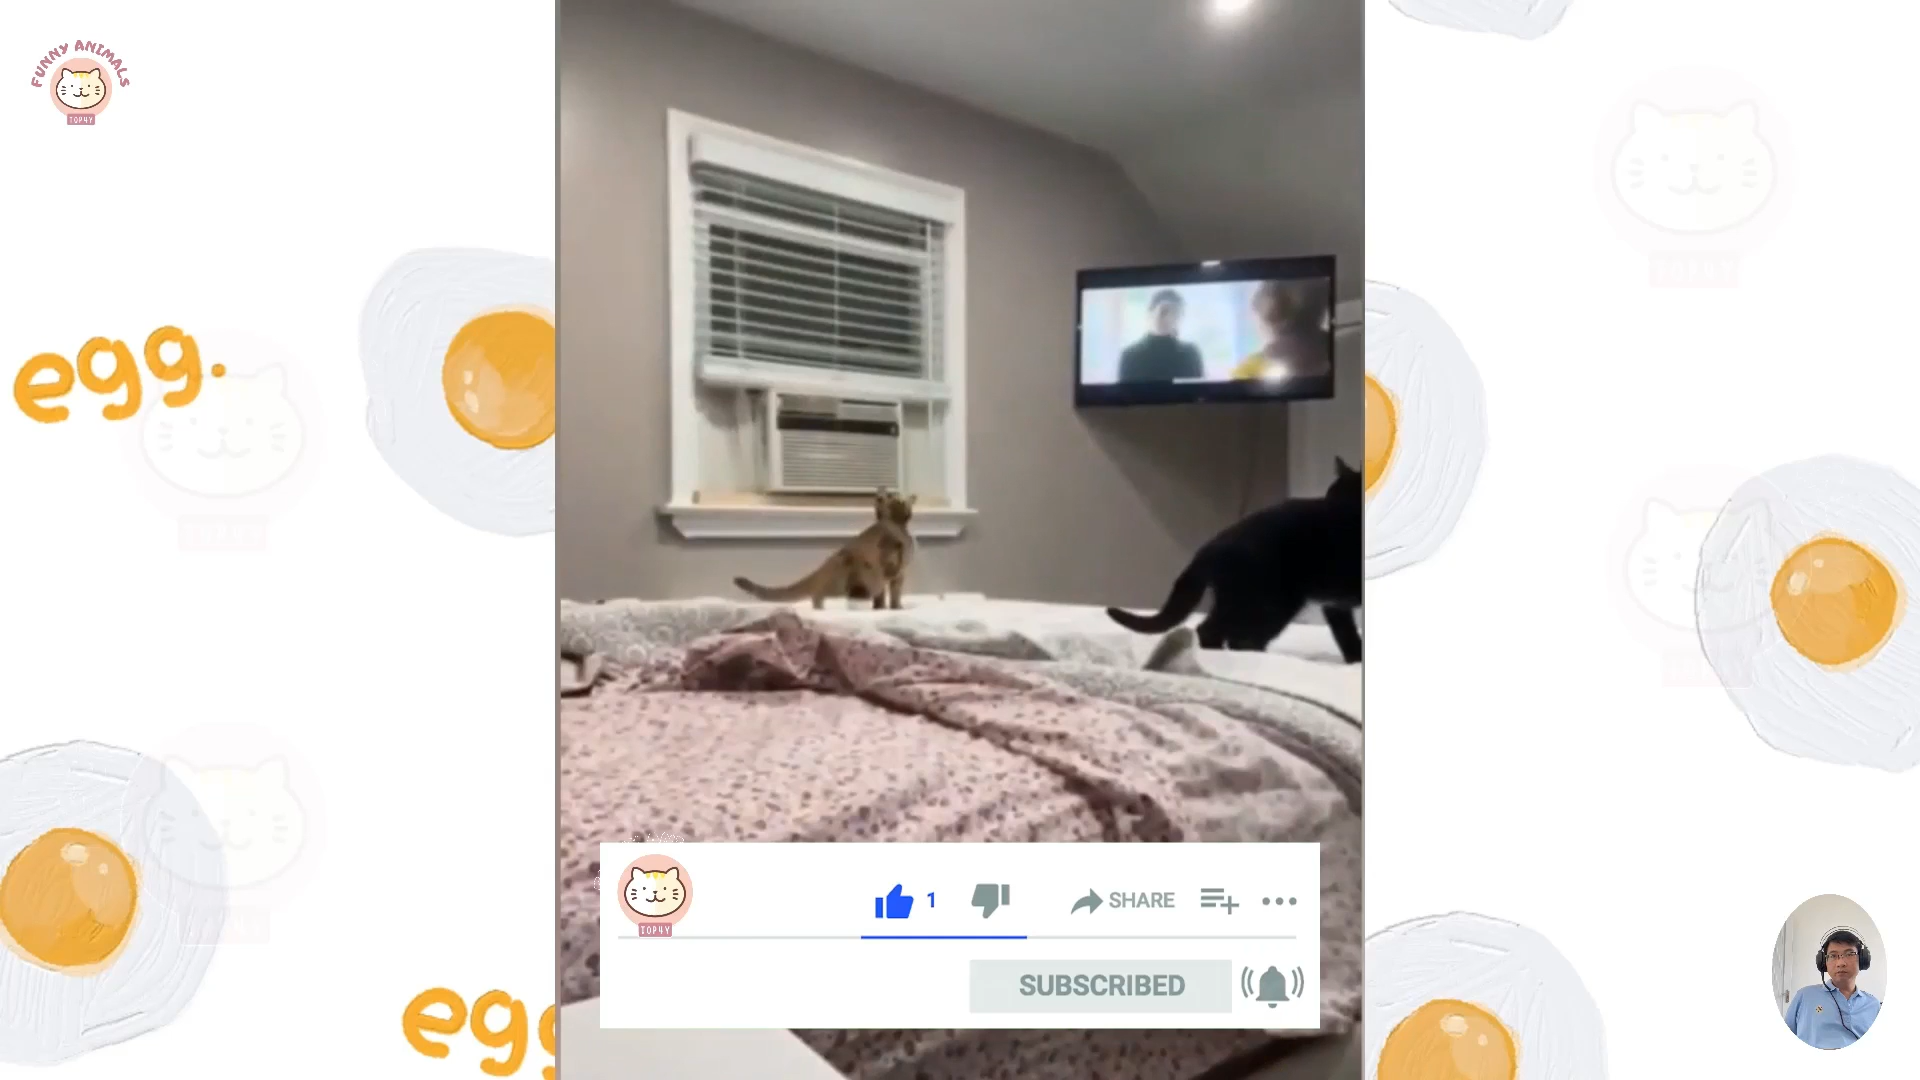 FUNNY ANIMALS
TOP4Y
egg.
1
SHARE
TOP4Y
SUBSCRIBED
egg